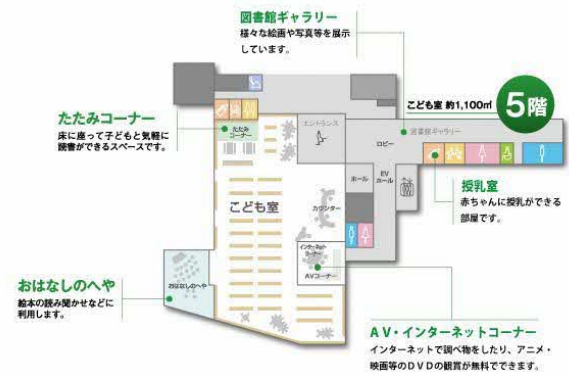 図書館ギャラリー
様々な絵画や写真等を展示
しています。
こども室 約1,100㎡
5階
たたみコーナー
床に座って子どもと気軽に
読書ができるスペースです。
たたみ
コーナー
エントランス
図書館ギャラリー
ロビー
ホール
EV
ホール
授乳室
赤ちゃんに授乳ができる
部屋です。
こども室
カウンター
インターネット
コーナー
AVコーナー
おはなしのへや
絵本の読み聞かせなどに
利用します。
おはなしのへや
AV・インターネットコーナー
インターネットで調べ物をしたり、アニメ・
映画等のDVDの観賞が無料でできます。